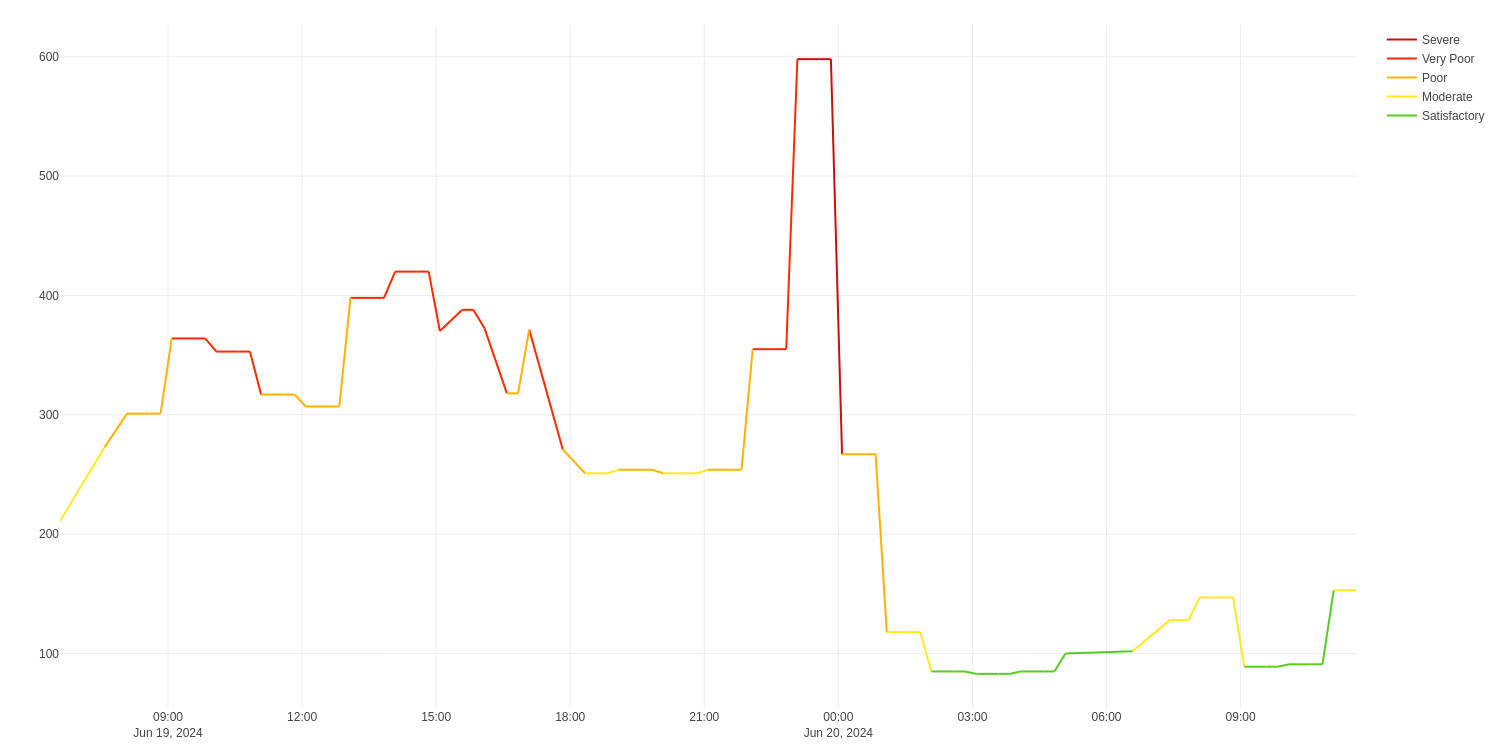 600
500
400
300
200
100
09:00
Jun 19, 2024
12:00
15:00
18:00
21:00
00:00
Jun 20, 2024
03:00
06:00
09:00
Severe
Very Poor
Poor
Moderate
Satisfactory